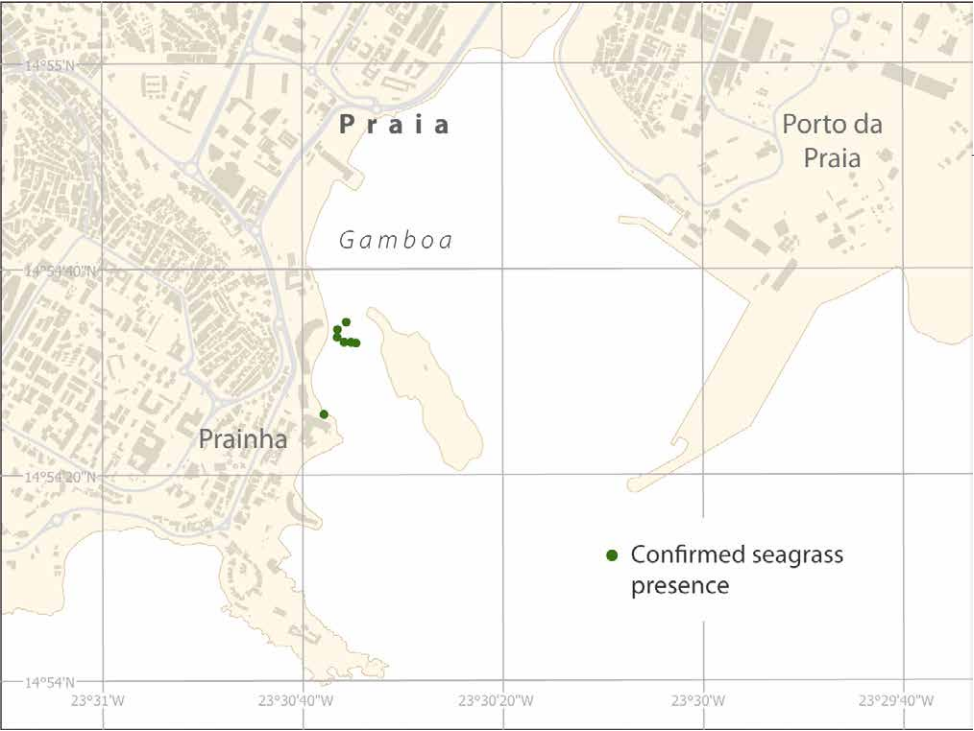 14°55'N
Praia
Porto da
Praia
Gamboa
14°54'40"N
Prainha
14°54'20"N
Confirmed seagrass
presence
14°54'N
23°31'W
23°30'40"W
23°30'20"W
23°30'W
23°29'40"W